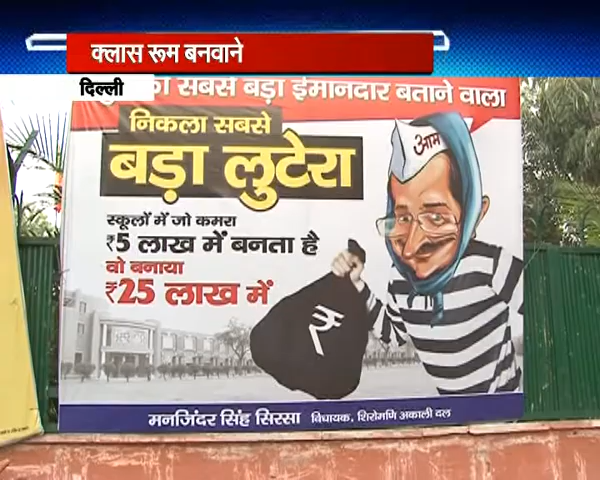 क्लास रूम बनवाने
दिल्ली
सबसे बड़ा ईमानदार बताने वाला
निकला सबसे
बड़ा लुटेरा
स्कूलों में जो कमरा
₹5 लाख में बनता है
वो बनाया
₹25 लाख में
आम
₹
मनजिंदर सिंह सिरसा विधायक, शिरोमणि अकाली दल